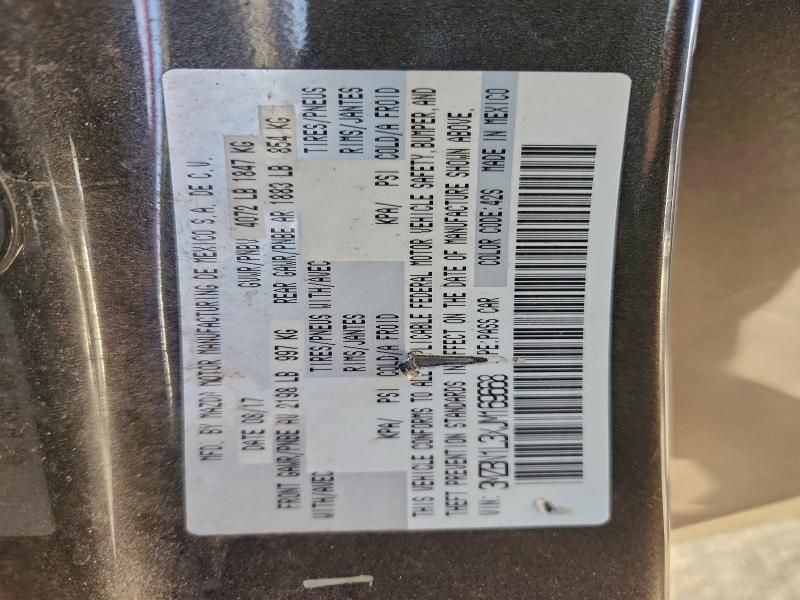 MFD. BY MAZDA MOTOR MANUFACTURING DE MEXICO S.A. DE C.V.
DATE 08/17 GVWR/PNBV 4072 LB 1847 KG
FRONT GAWR/PNBE AV 2198 LB 997 KG REAR GAWR/PNBE AR 1883 LB 854 KG
WITH/AVEC TIRES/PNEUS WITH/AVEC TIRES/PNEUS
RIMS/JANTES RIMS/JANTES
KPA/ PSI COLD/A FROID KPA/ PSI COLD/A FROID
THIS VEHICLE CONFORMS TO ALL PLICABLE FEDERAL MOTOR VEHICLE SAFETY, BUMPER, AND
THEFT PREVENTION STANDARDS IN EFFECT ON THE DATE OF MANUFACTURE SHOWN ABOVE.
VIN: 3MZBN1L3XJM169668 PE:PASS CAR COLOR CODE:42S MADE IN MEXICO